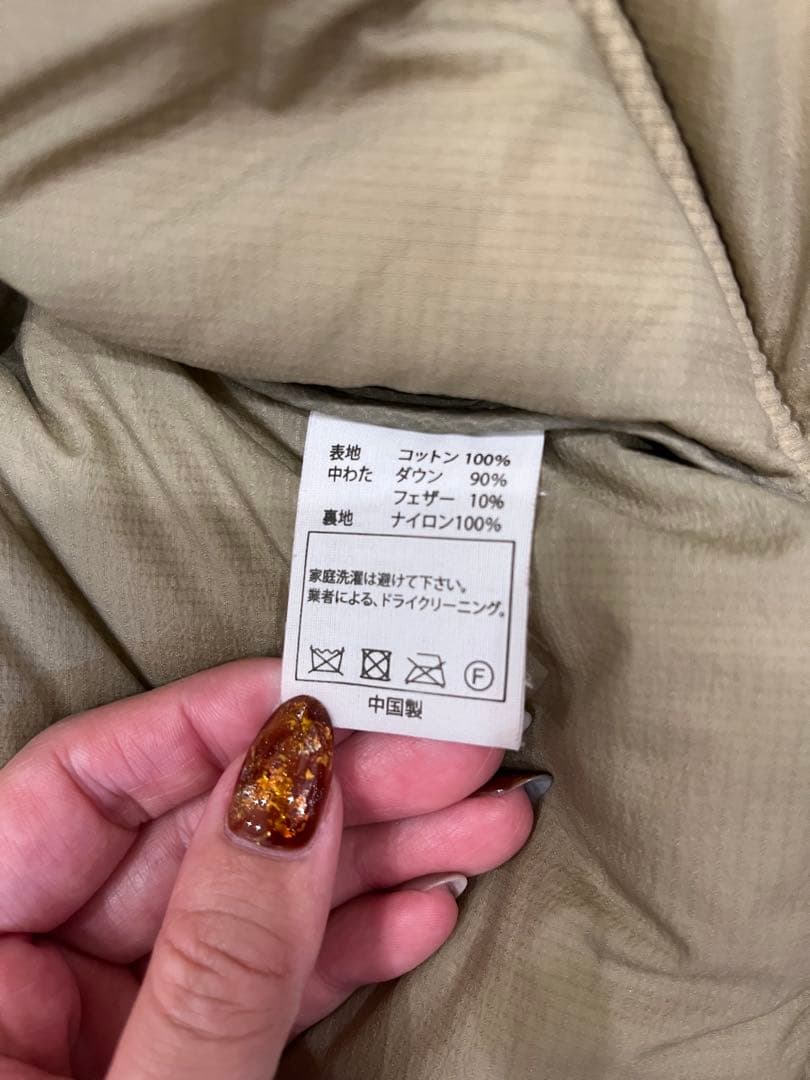 表地 コットン 100%
中わた ダウン 90%
フェザー 10%
裏地 ナイロン100%
家庭洗濯は避けて下さい。
業者による、ドライクリーニング。
F
中国製